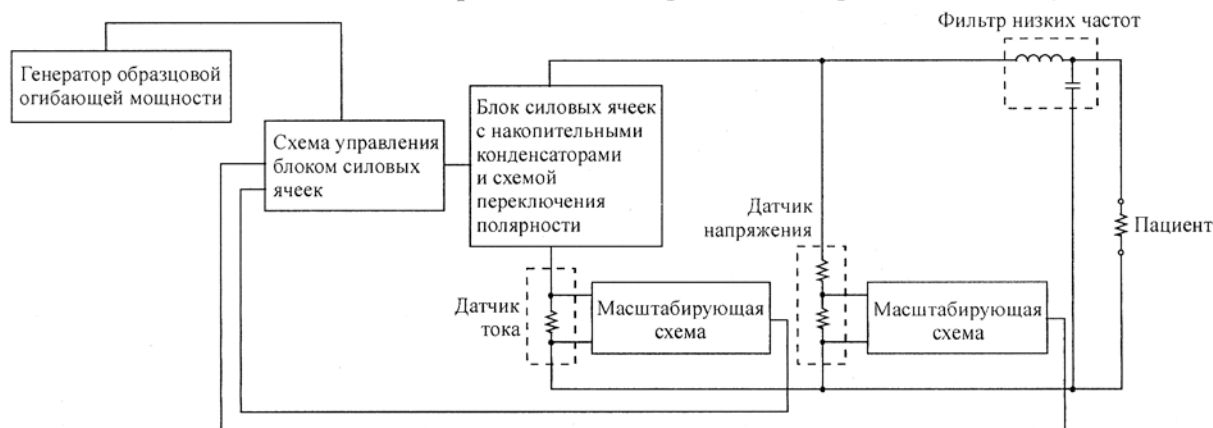 Фильтр низких частот
Генератор образцовой
огибающей мощности
Схема управления
блоком силовых
ячеек
Блок силовых ячеек
с накопительными
конденсаторами
и схемой
переключения
полярности
Датчик
напряжения
Пациент
Датчик
тока
Масштабирующая
схема
Масштабирующая
схема